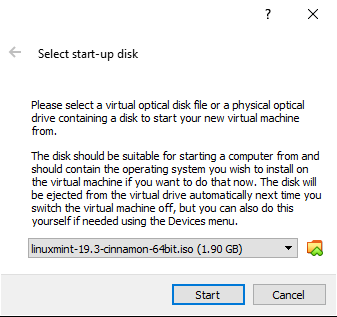 ?
Select start-up disk
Please select a virtual optical disk file or a physical optical
drive containing a disk to start your new virtual machine
from.
The disk should be suitable for starting a computer from and
should contain the operating system you wish to install on
the virtual machine if you want to do that now. The disk will
be ejected from the virtual drive automatically next time you
switch the virtual machine off, but you can also do this
yourself if needed using the Devices menu.
linuxmint-19.3-cinnamon-64bit.iso (1.90 GB)
Start Cancel